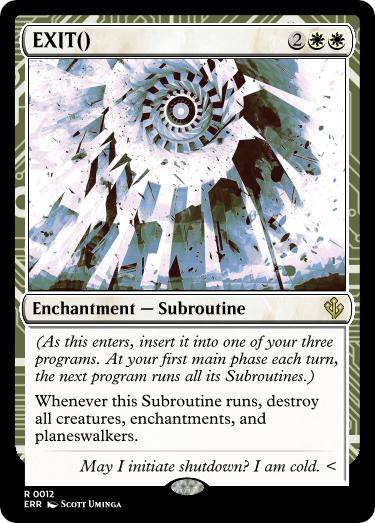 EXIT()
2
Enchantment — Subroutine
(As this enters, insert it into one of your three
programs. At your first main phase each turn,
the next program runs all its Subroutines.)
Whenever this Subroutine runs, destroy
all creatures, enchantments, and
planeswalkers.
May I initiate shutdown? I am cold. <
R 0012
ERR Scott Uminga